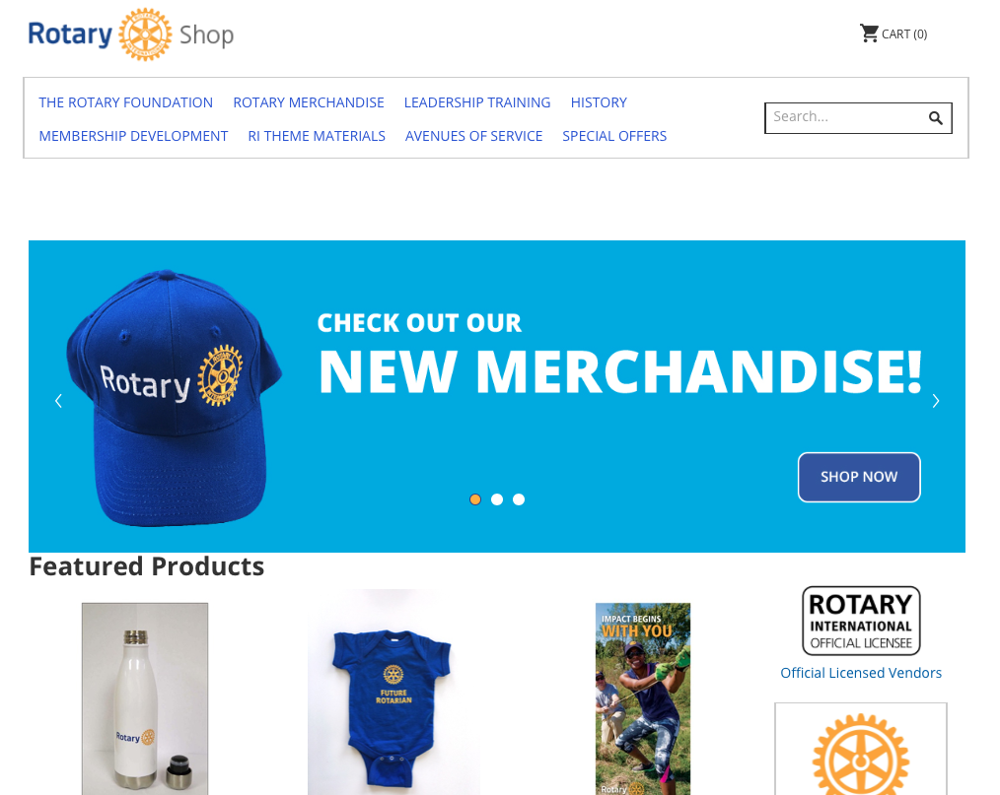 Rotary Shop
CART (0)
THE ROTARY FOUNDATION ROTARY MERCHANDISE LEADERSHIP TRAINING HISTORY
Search...
MEMBERSHIP DEVELOPMENT RI THEME MATERIALS AVENUES OF SERVICE SPECIAL OFFERS
Rotary
CHECK OUT OUR
NEW MERCHANDISE!
SHOP NOW
Featured Products
Rotary
FUTURE
ROTARIAN
IMPACT BEGINS
WITH YOU
Rotary
ROTARY
INTERNATIONAL
OFFICIAL LICENSEE
Official Licensed Vendors